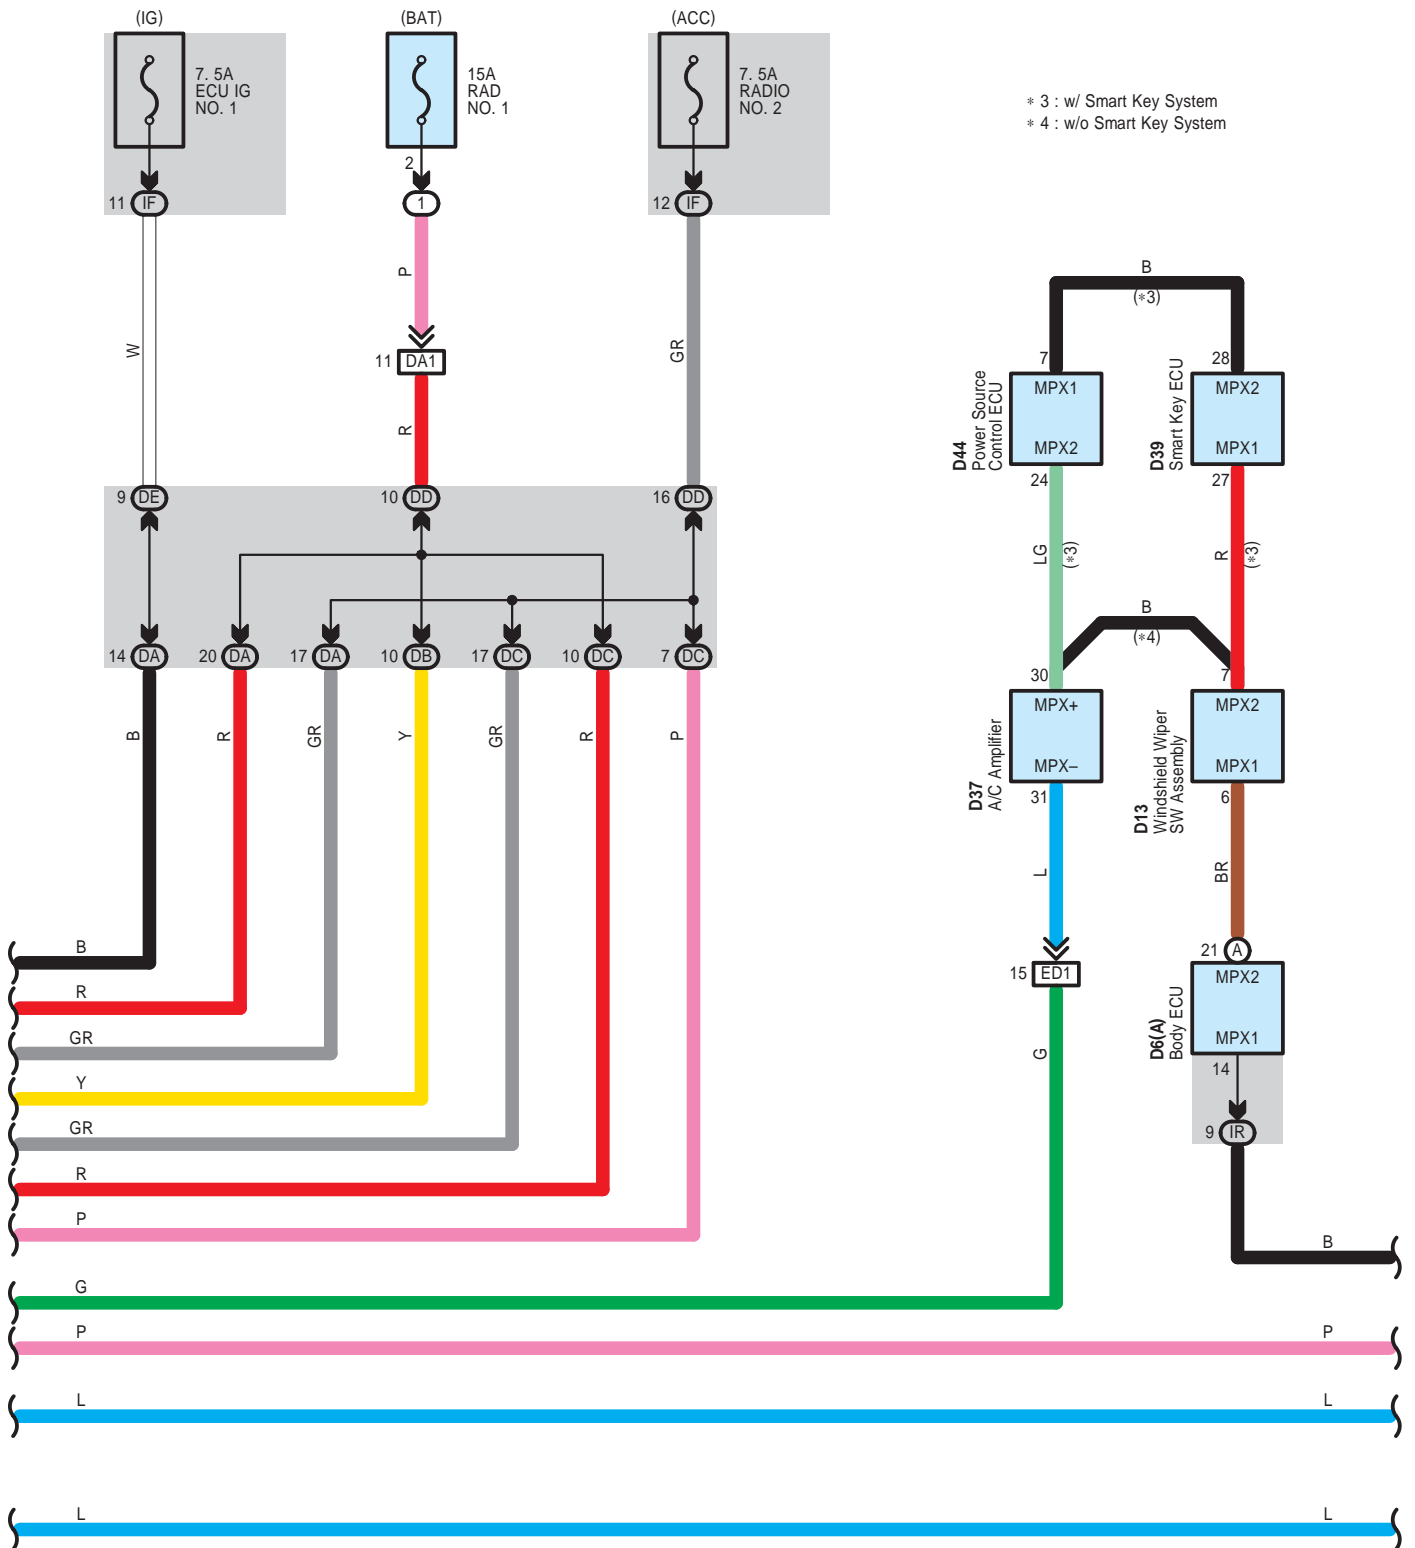 (IG)
(BAT)
(ACC)
7. 5A
ECU IG
NO. 1
15A
RAD
NO. 1
7. 5A
RADIO
NO. 2
∗ 3 : w/ Smart Key System
∗ 4 : w/o Smart Key System
2
11 IF
1
12 IF
P
W
GR
11 DA1
R
B
(∗3)
7
28
MPX1
MPX2
D44
Power Source
Control ECU
MPX2
MPX1
D39
Smart Key ECU
24
27
9 DE
10 DD
16 DD
LG
(∗3)
R
(∗3)
B
(∗4)
14 DA
20 DA
17 DA
10 DB
17 DC
10 DC
7 DC
30
7
MPX+
MPX–
D37
A/C Amplifier
MPX2
MPX1
D13
Windshield Wiper
SW Assembly
31
6
B
R
GR
Y
GR
R
P
L
BR
15 ED1
21 A
MPX2
MPX1
D6(A)
Body ECU
G
14
9 IR
B
R
GR
Y
GR
R
P
B
G
P
P
L
L
L
L